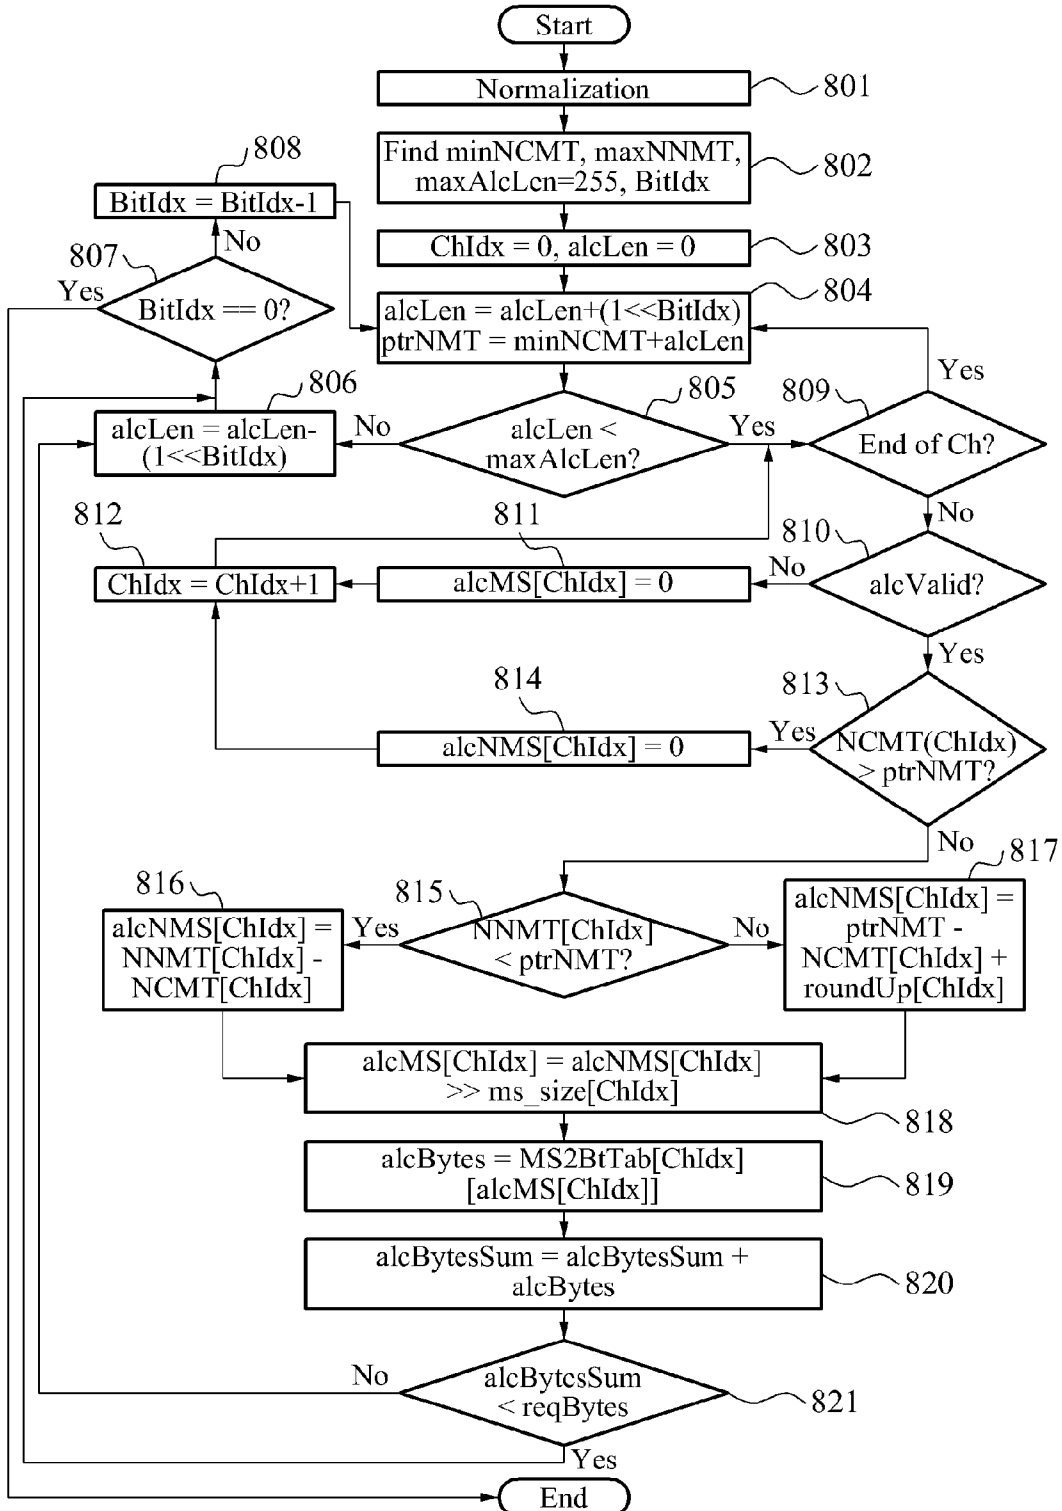 Start
Normalization
801
Find minNCMT, maxNNMT,
maxAlcLen=255, BitIdx
802
808
BitIdx = BitIdx-1
ChIdx = 0, alcLen = 0
803
No
807
Yes
BitIdx == 0?
804
alcLen = alcLen+(1<<BitIdx)
ptrNMT = minNCMT+alcLen
Yes
806
805
809
alcLen = alcLen-
(1<<BitIdx)
No
alcLen <
maxAlcLen?
Yes
End of Ch?
No
812
811
810
ChIdx = ChIdx+1
alcMS[ChIdx] = 0
No
alcValid?
Yes
814
813
alcNMS[ChIdx] = 0
Yes
NCMT(ChIdx)
> ptrNMT?
No
817
816
815
alcNMS[ChIdx] =
NNMT[ChIdx] -
NCMT[ChIdx]
Yes
NNMT[ChIdx]
< ptrNMT?
No
alcNMS[ChIdx] =
ptrNMT -
NCMT[ChIdx] +
roundUp[ChIdx]
alcMS[ChIdx] = alcNMS[ChIdx]
>> ms_size[ChIdx]
818
alcBytes = MS2BtTab[ChIdx]
[alcMS[ChIdx]]
819
alcBytesSum = alcBytesSum +
alcBytes
820
No
alcBytesSum
< reqBytes
821
Yes
End